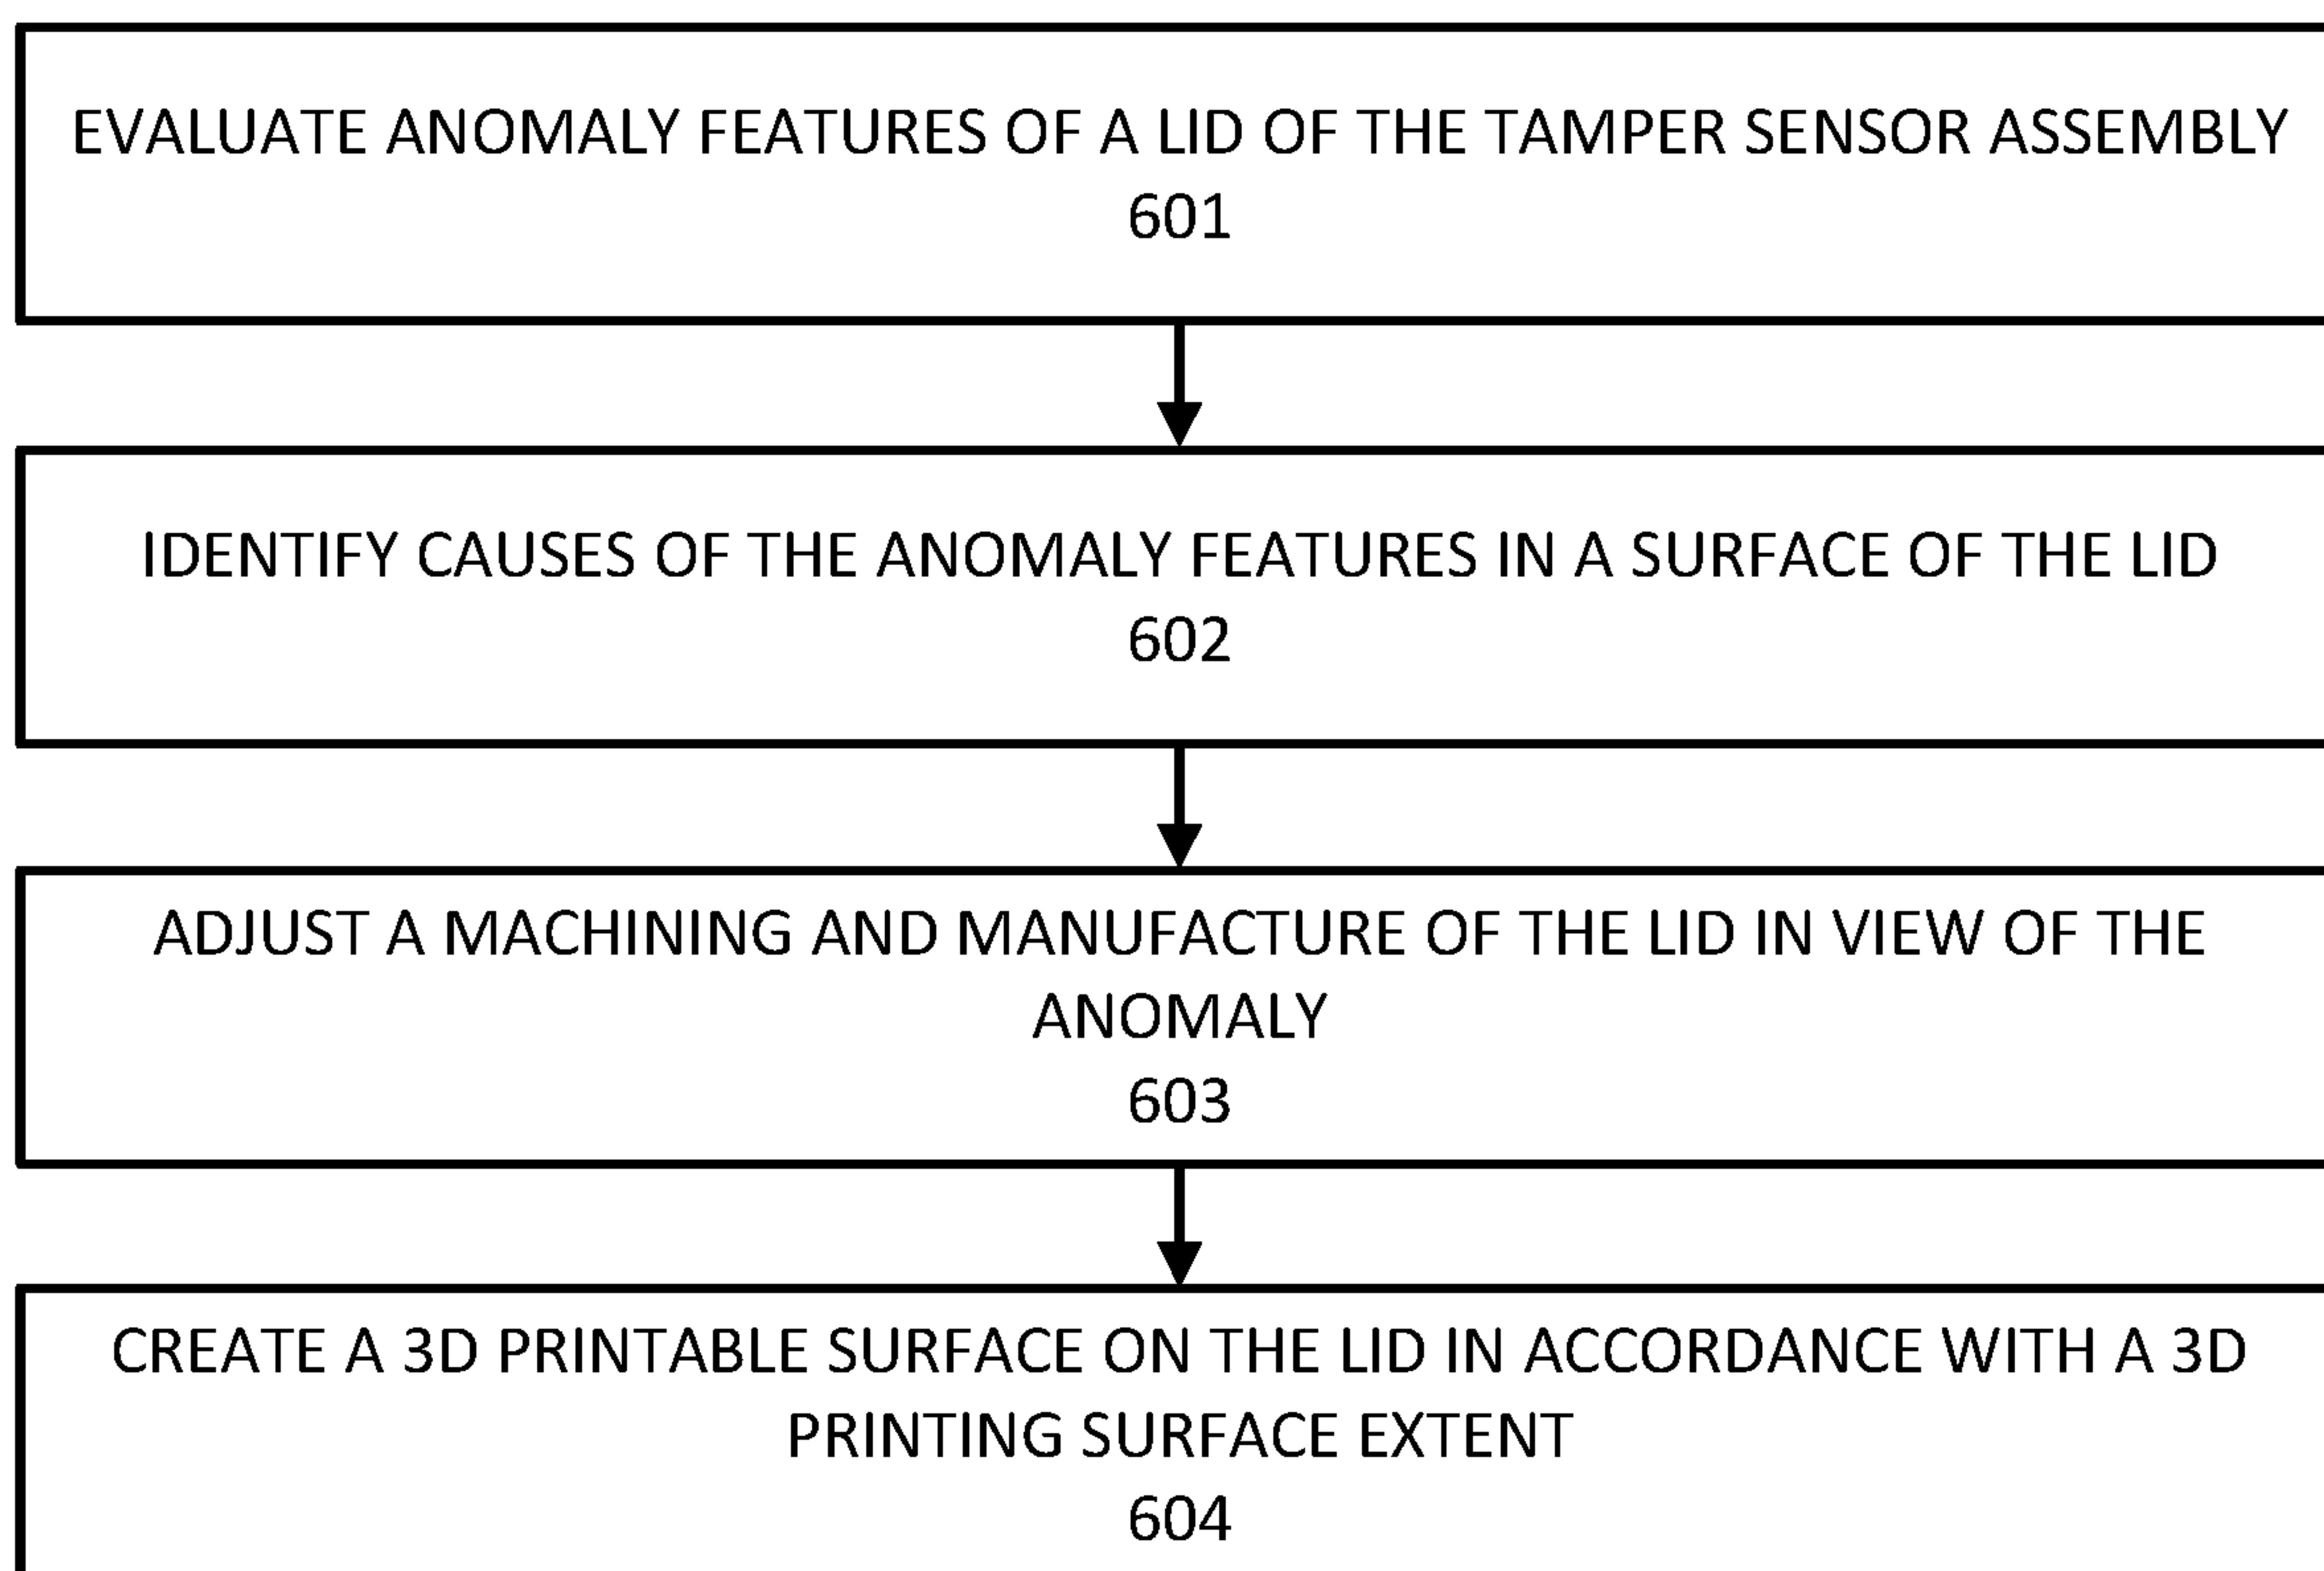 EVALUATE ANOMALY FEATURES OF A LID OF THE TAMPER SENSOR ASSEMBLY
601
IDENTIFY CAUSES OF THE ANOMALY FEATURES IN A SURFACE OF THE LID
602
ADJUST A MACHINING AND MANUFACTURE OF THE LID IN VIEW OF THE
ANOMALY
603
CREATE A 3D PRINTABLE SURFACE ON THE LID IN ACCORDANCE WITH A 3D
PRINTING SURFACE EXTENT
604